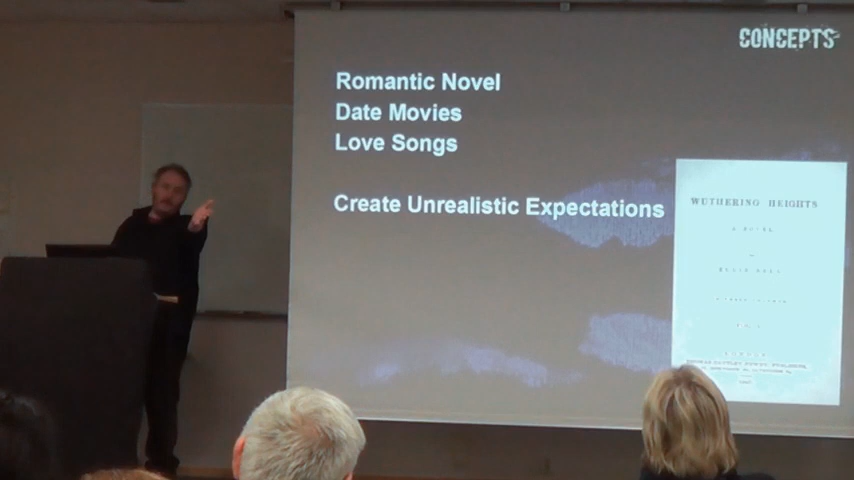 CONCEPTS
Romantic Novel
Date Movies
Love Songs
Create Unrealistic Expectations
WUTHERING HEIGHTS
A NOVEL